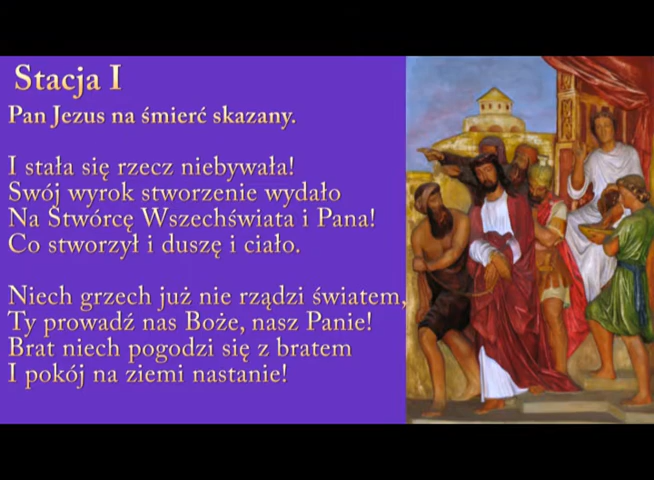 Stacja I
Pan Jezus na śmierć skazany.
I stała się rzecz niebywała!
Swój wyrok stworzenie wydało
Na Stwórcę Wszechświata i Pana!
Co stworzył i duszę i ciało.
Niech grzech już nie rządzi światem,
Ty prowadź nas Boże, nasz Panie!
Brat niech pogodzi się z bratem
I pokój na ziemi nastanie!